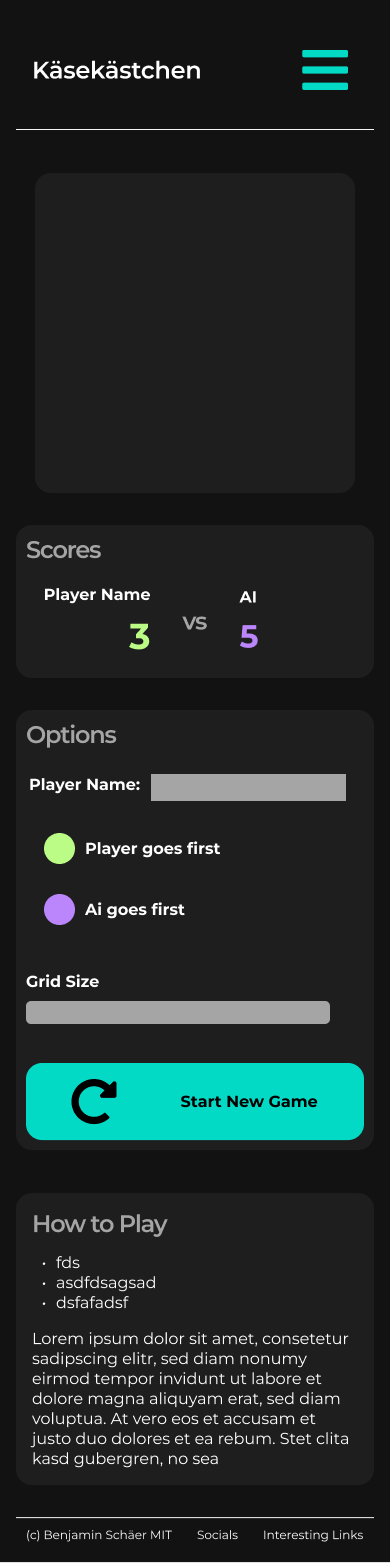 Käsekästchen
Scores
Player Name
AI
VS
3
5
Options
Player Name:
Player goes first
Ai goes first
Grid Size
Start New Game
How to Play
• fds
• asdfdsagsad
• dsfafadsf
Lorem ipsum dolor sit amet, consetetur
sadipscing elitr, sed diam nonumy
eirmod tempor invidunt ut labore et
dolore magna aliquyam erat, sed diam
voluptua. At vero eos et accusam et
justo duo dolores et ea rebum. Stet clita
kasd gubergren, no sea
(c) Benjamin Schäer MIT Socials Interesting Links